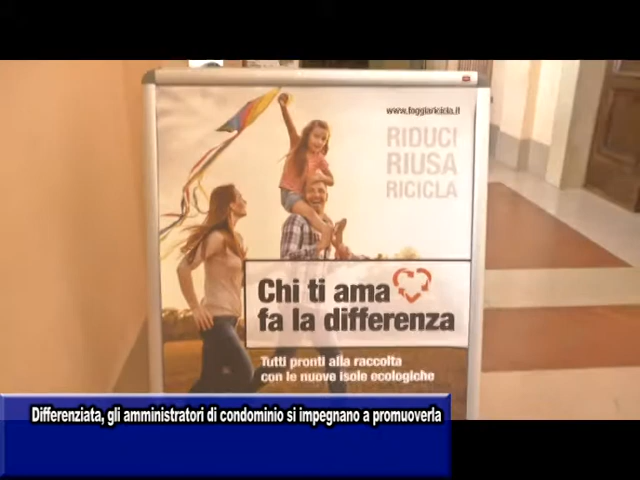 www.foggiaricicla.it
RIDUCI
RIUSA
RICICLA
Chi ti ama
fa la differenza
Tutti pronti alla raccolta
con le nuove isole ecologiche
Differenziata, gli amministratori di condominio si impegnano a promuoverla